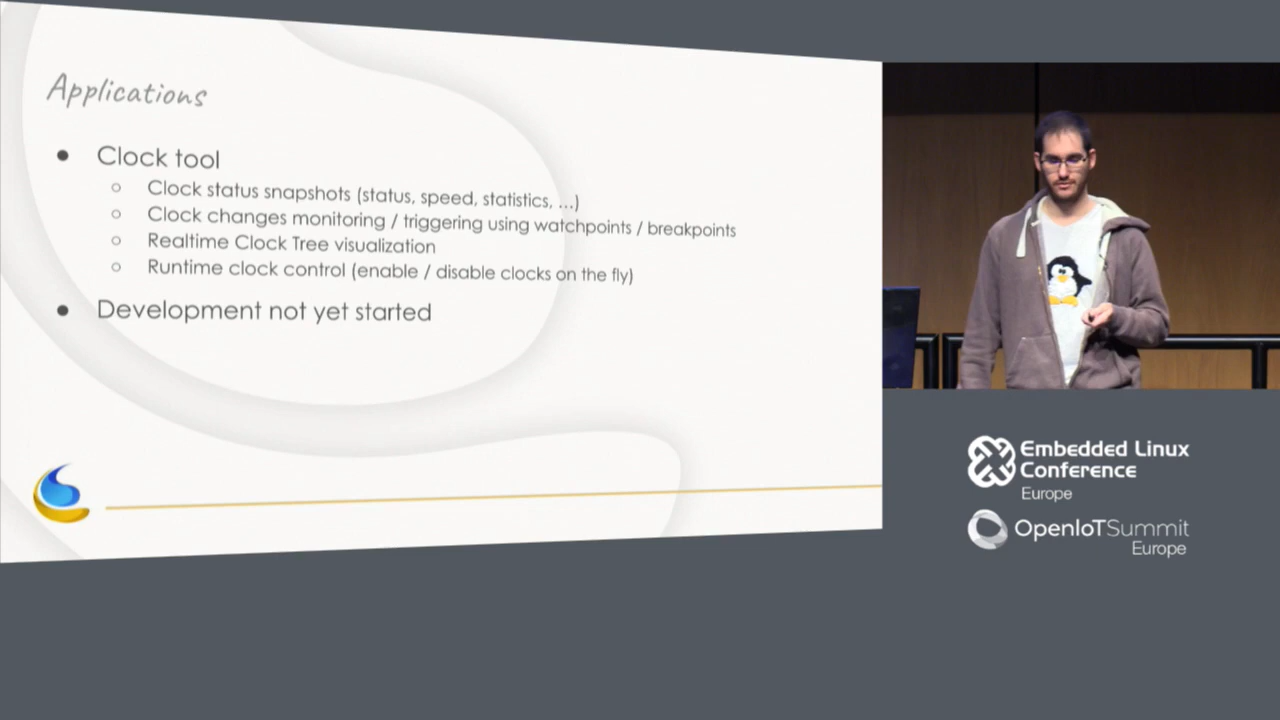 Applications
● Clock tool
○ Clock status snapshots (status, speed, statistics, ...)
○ Clock changes monitoring / triggering using watchpoints / breakpoints
○ Realtime Clock Tree visualization
○ Runtime clock control (enable / disable clocks on the fly)
● Development not yet started
Embedded Linux
Conference
Europe
OpenIoTSummit
Europe